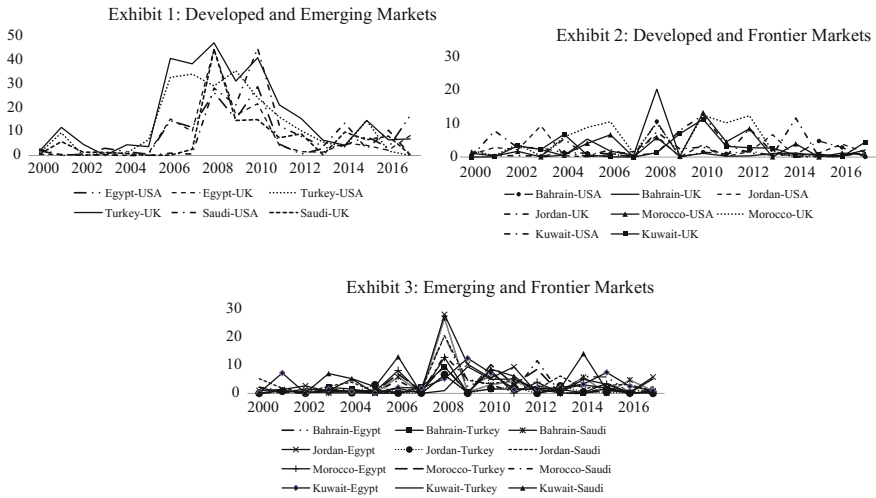 Exhibit 1: Developed and Emerging Markets
50
40
30
20
10
0
2000 2002 2004 2006 2008 2010 2012 2014 2016
Egypt-USA Egypt-UK Turkey-USA
Turkey-UK Saudi-USA Saudi-UK
Exhibit 2: Developed and Frontier Markets
30
20
10
0
2000 2002 2004 2006 2008 2010 2012 2014 2016
Bahrain-USA Bahrain-UK Jordan-USA
Jordan-UK Morocco-USA Morocco-UK
Kuwait-USA Kuwait-UK
Exhibit 3: Emerging and Frontier Markets
30
20
10
0
2000 2002 2004 2006 2008 2010 2012 2014 2016
Bahrain-Egypt Bahrain-Turkey Bahrain-Saudi
Jordan-Egypt Jordan-Turkey Jordan-Saudi
Morocco-Egypt Morocco-Turkey Morocco-Saudi
Kuwait-Egypt Kuwait-Turkey Kuwait-Saudi